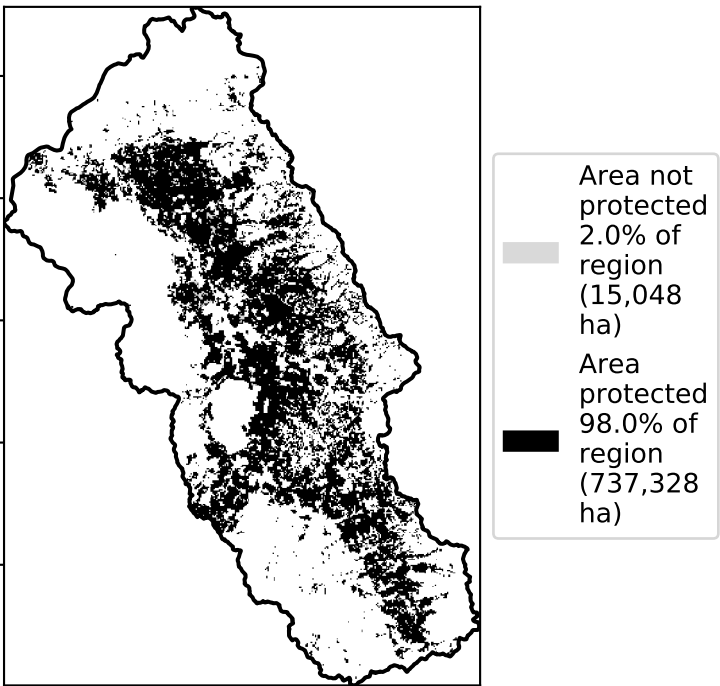 Area not
protected
2.0% of
region
(15,048
ha)
Area
protected
98.0% of
region
(737,328
ha)